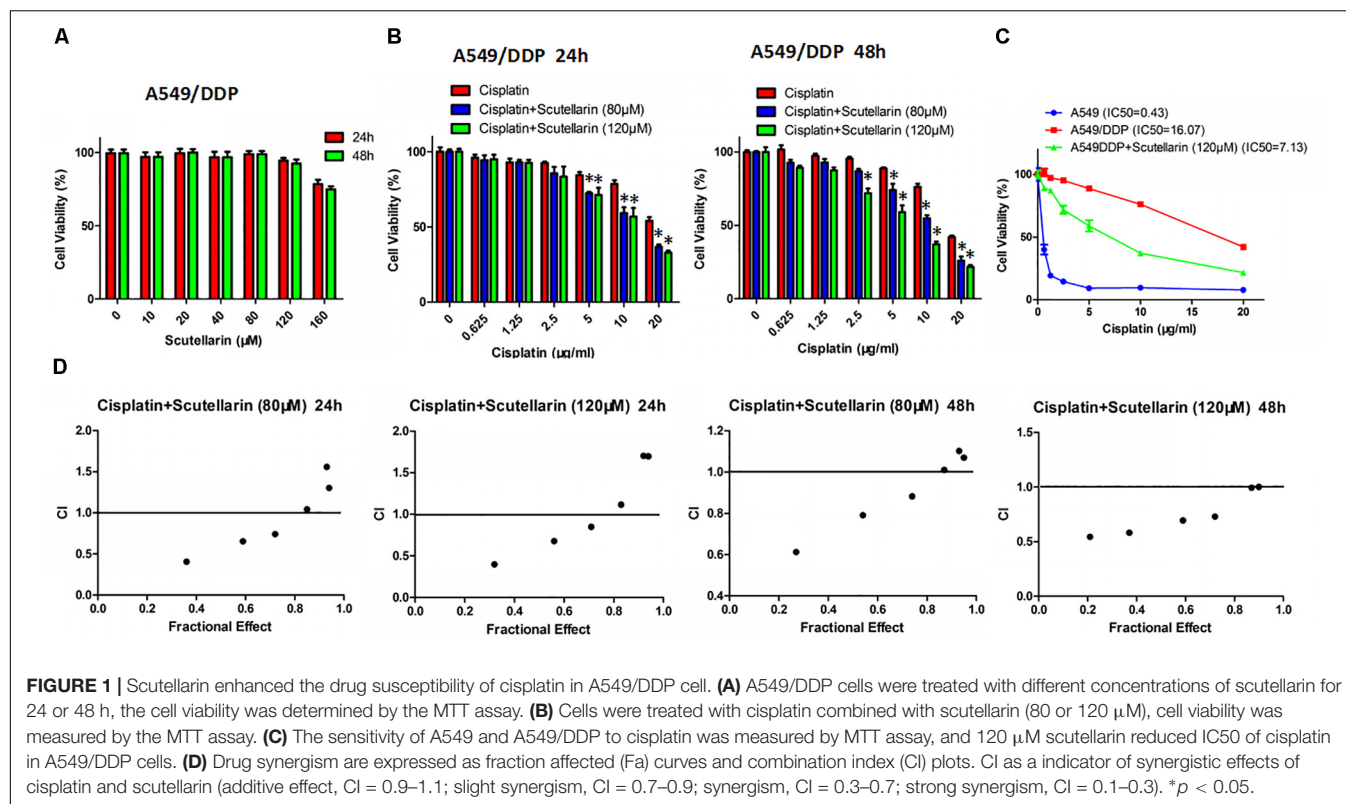 A
A549/DDP
24h
48h
Cell Viability (%)
100
50
0
0 10 20 40 80 120 160
Scutellarin (µM)
B
A549/DDP 24h
Cisplatin
Cisplatin+Scutellarin (80µM)
Cisplatin+Scutellarin (120µM)
Cell Viability (%)
100
50
0
** ** * *
0 0.625 1.25 2.5 5 10 20
Cisplatin (µg/ml)
A549/DDP 48h
Cisplatin
Cisplatin+Scutellarin (80µM)
Cisplatin+Scutellarin (120µM)
Cell Viability (%)
100
50
0
* * * * * * *
0 0.625 1.25 2.5 5 10 20
Cisplatin (µg/ml)
C
A549 (IC50=0.43)
A549/DDP (IC50=16.07)
A549DDP+Scutellarin (120µM) (IC50=7.13)
Cell Viability (%)
100
50
0
0 5 10 15 20
Cisplatin (µg/ml)
D
Cisplatin+Scutellarin (80µM) 24h
CI
2.0
1.5
1.0
0.5
0.0
0.0 0.2 0.4 0.6 0.8 1.0
Fractional Effect
Cisplatin+Scutellarin (120µM) 24h
CI
2.0
1.5
1.0
0.5
0.0
0.0 0.2 0.4 0.6 0.8 1.0
Fractional Effect
Cisplatin+Scutellarin (80µM) 48h
CI
1.2
1.0
0.8
0.6
0.4
0.0 0.2 0.4 0.6 0.8 1.0
Fractional Effect
Cisplatin+Scutellarin (120µM) 48h
CI
1.5
1.0
0.5
0.0
0.0 0.2 0.4 0.6 0.8 1.0
Fractional Effect
FIGURE 1 | Scutellarin enhanced the drug susceptibility of cisplatin in A549/DDP cell. (A) A549/DDP cells were treated with different concentrations of scutellarin for
24 or 48 h, the cell viability was determined by the MTT assay. (B) Cells were treated with cisplatin combined with scutellarin (80 or 120 µM), cell viability was
measured by the MTT assay. (C) The sensitivity of A549 and A549/DDP to cisplatin was measured by MTT assay, and 120 µM scutellarin reduced IC50 of cisplatin
in A549/DDP cells. (D) Drug synergism are expressed as fraction affected (Fa) curves and combination index (CI) plots. CI as a indicator of synergistic effects of
cisplatin and scutellarin (additive effect, CI = 0.9–1.1; slight synergism, CI = 0.7–0.9; synergism, CI = 0.3–0.7; strong synergism, CI = 0.1–0.3). *p < 0.05.